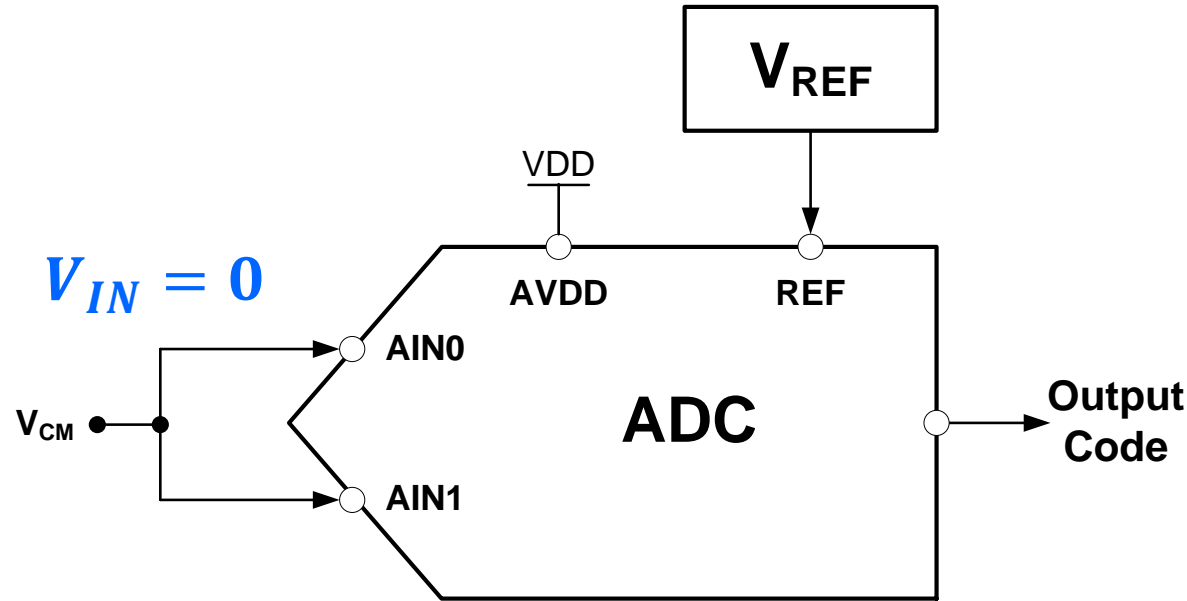 VREF
VDD
VIN = 0
AVDD
REF
AIN0
VCM
ADC
Output
Code
AIN1